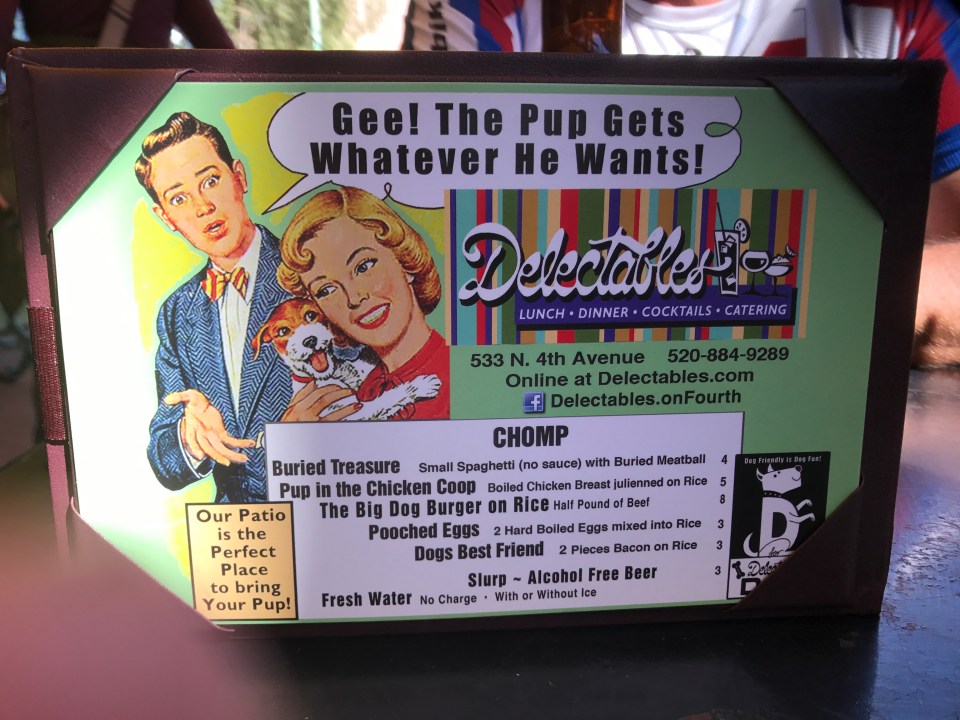 Gee! The Pup Gets
Whatever He Wants!
Delectables
LUNCH • DINNER • COCKTAILS • CATERING
533 N. 4th Avenue 520-884-9289
Online at Delectables.com
f Delectables.onFourth
CHOMP
Buried Treasure Small Spaghetti (no sauce) with Buried Meatball 4
Pup in the Chicken Coop Boiled Chicken Breast julienned on Rice 5
The Big Dog Burger on Rice Half Pound of Beef 8
Pooched Eggs 2 Hard Boiled Eggs mixed into Rice 3
Dogs Best Friend 2 Pieces Bacon on Rice 3
Slurp ~ Alcohol Free Beer 3
Fresh Water No Charge • With or Without Ice
Our Patio
is the
Perfect
Place
to bring
Your Pup!
Dog Friendly is Dog Fun!
D